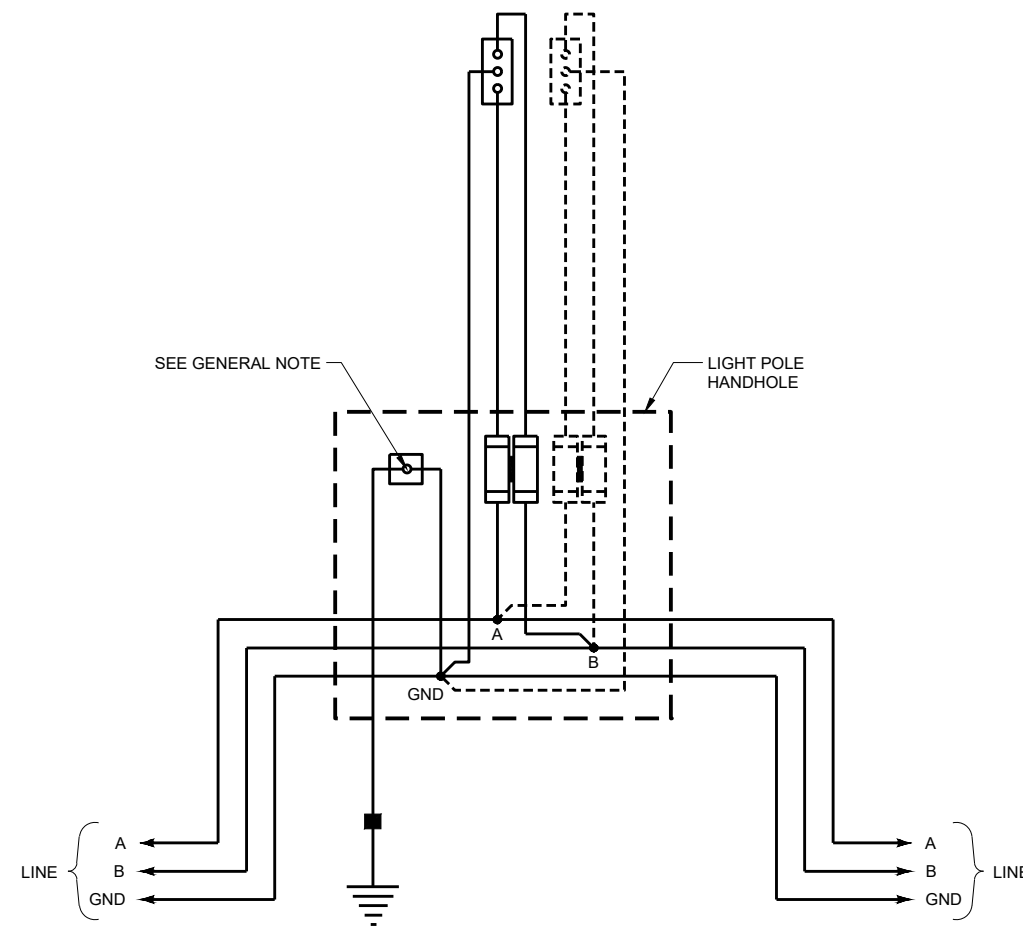 SEE GENERAL NOTE
LIGHT POLE
HANDHOLE
A
B
GND
LINE
A
B
GND
A
B
GND
LINE